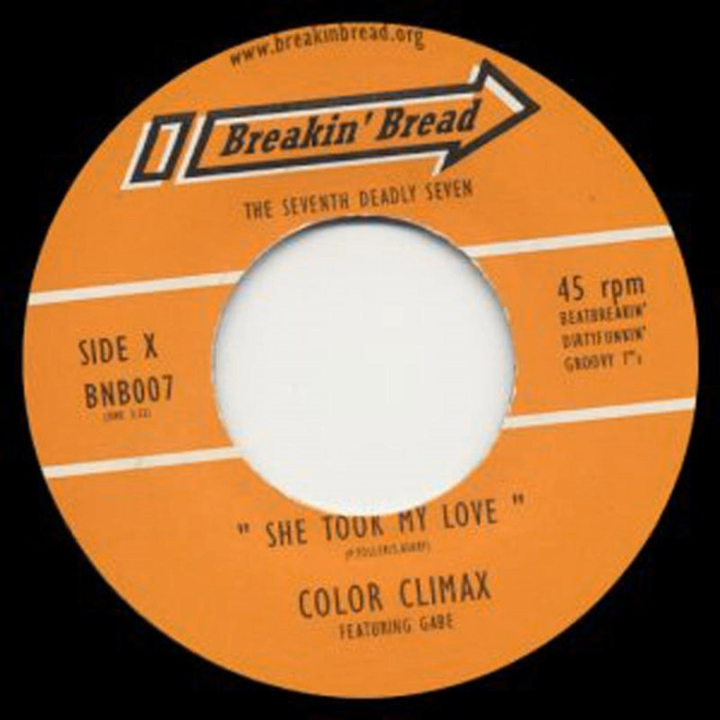 www.breakinbread.org
Breakin' Bread
THE SEVENTH DEADLY SEVEN
45 rpm
BEATBREAKIN'
DIRTYFUNKIN'
GROOVY 7"s
SIDE X
BNB007
" SHE TOOK MY LOVE "
COLOR CLIMAX
FEATURING GABE